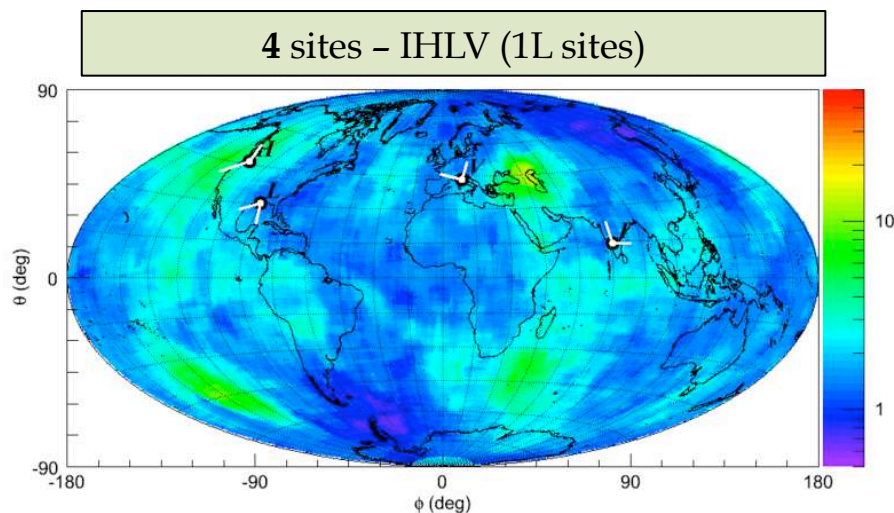 4 sites – IHLV (1L sites)
90
θ (deg)
0
-90
-180
-90
0
90
180
φ (deg)
10
1
H